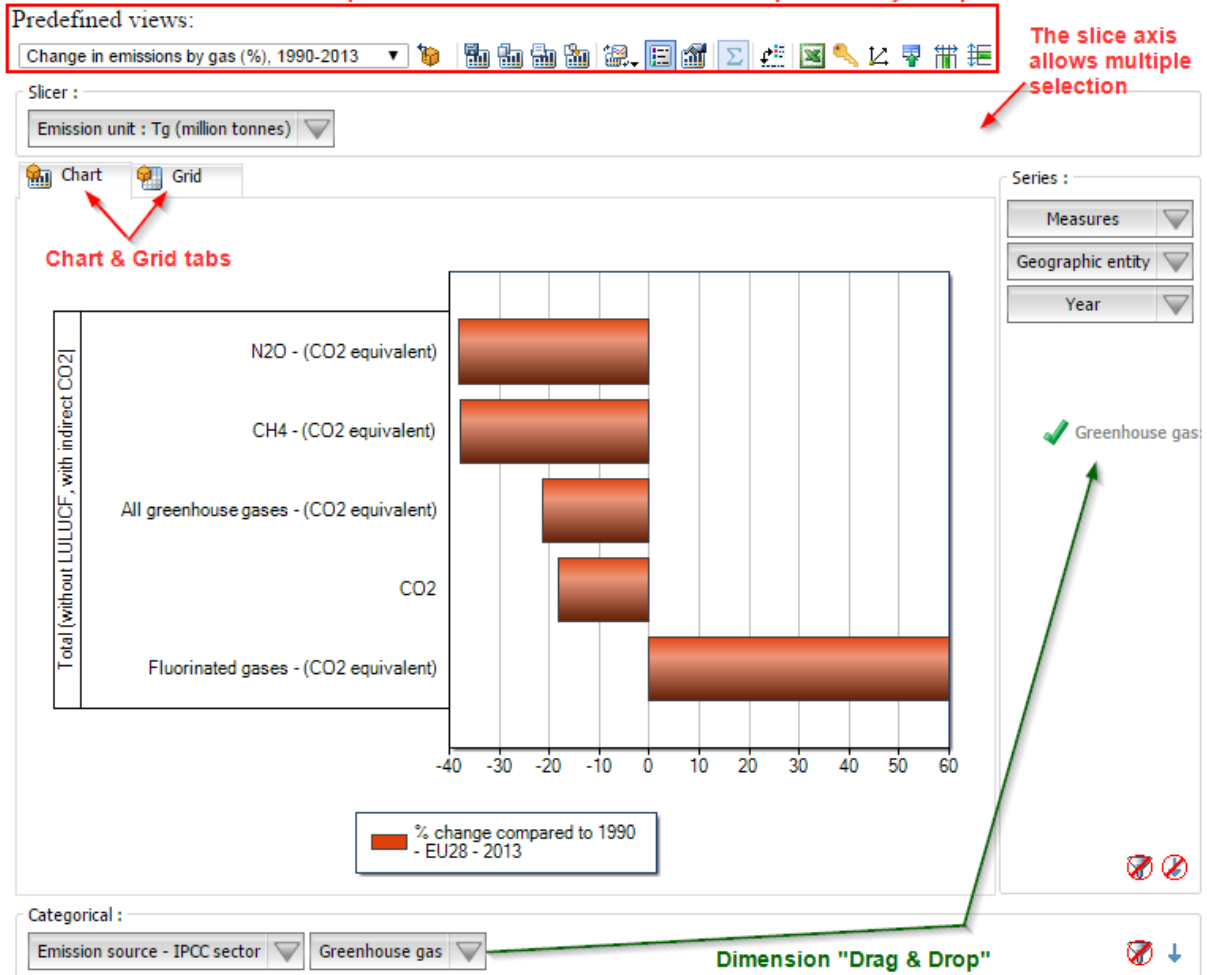 Predefined views:
Change in emissions by gas (%), 1990-2013
The slice axis
allows multiple
selection
Slicer :
Emission unit : Tg (million tonnes)
Chart
Grid
Chart & Grid tabs
Series :
Measures
Geographic entity
Year
Greenhouse gas
Total (without LULUCF, with indirect CO2)
N2O - (CO2 equivalent)
CH4 - (CO2 equivalent)
All greenhouse gases - (CO2 equivalent)
CO2
Fluorinated gases - (CO2 equivalent)
-40 -30 -20 -10 0 10 20 30 40 50 60
% change compared to 1990
- EU28 - 2013
Categorical :
Emission source - IPCC sector
Greenhouse gas
Dimension "Drag & Drop"